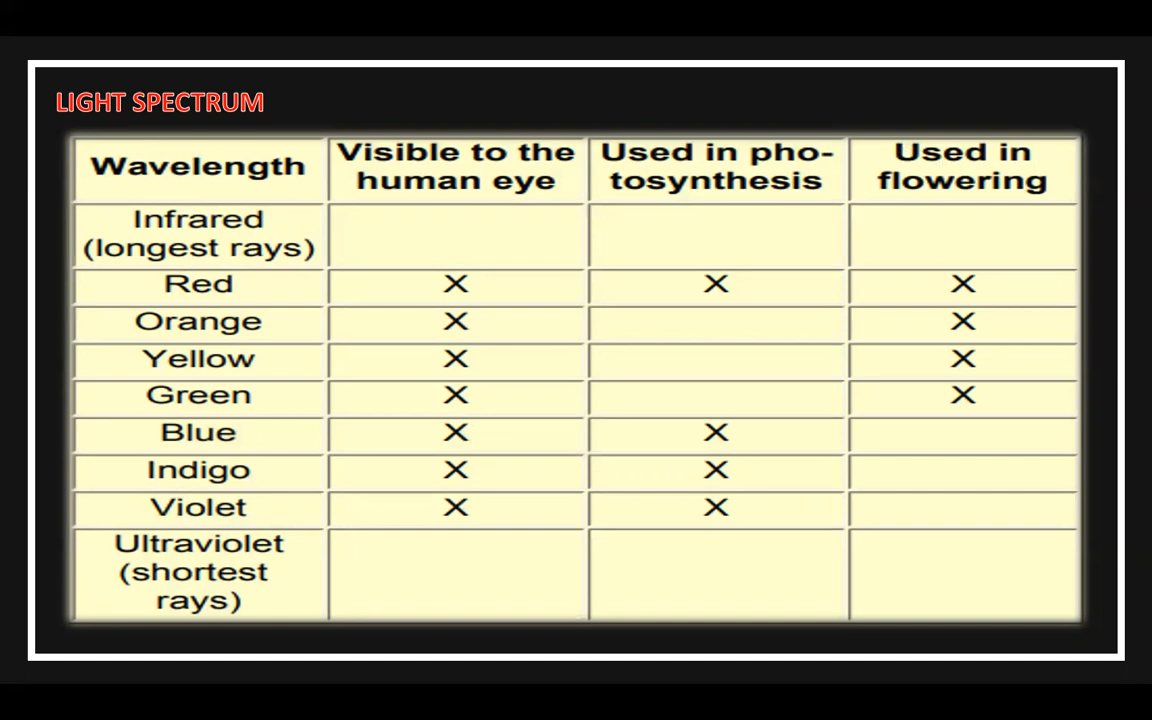 LIGHT SPECTRUM
Wavelength
Visible to the
human eye
Used in pho-
tosynthesis
Used in
flowering
Infrared
(longest rays)
Red X X X
Orange X X
Yellow X X
Green X X
Blue X X
Indigo X X
Violet X X
Ultraviolet
(shortest
rays)